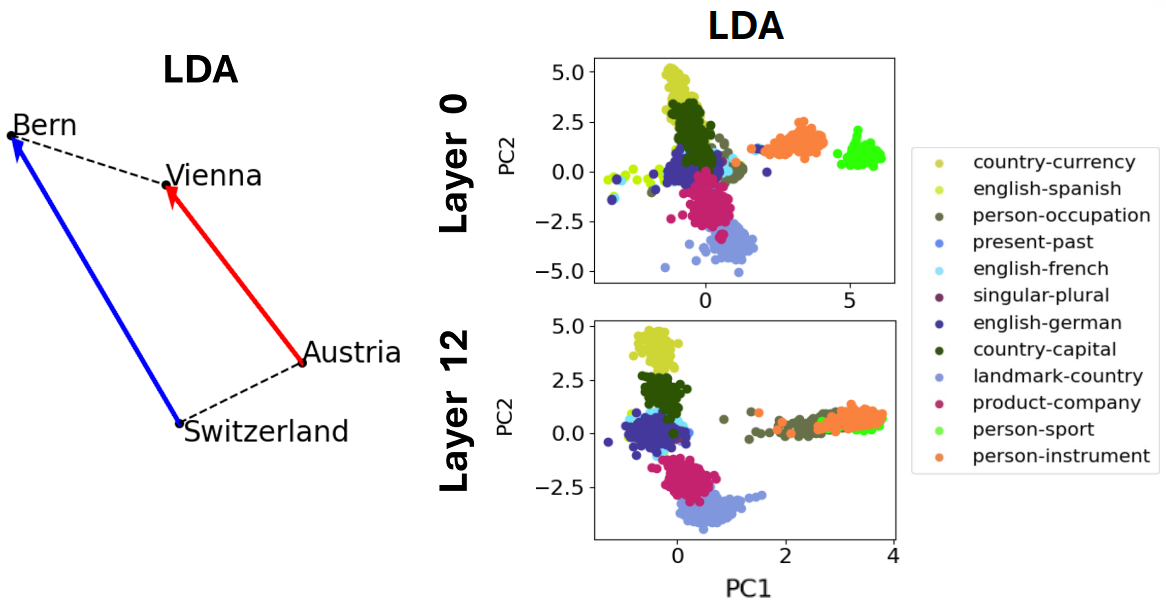 LDA
Bern
Vienna
Austria
Switzerland
LDA
Layer 0
PC2
5.0
2.5
0.0
−2.5
−5.0
0
5
Layer 12
PC2
5.0
2.5
0.0
−2.5
0
2
4
PC1
country-currency
english-spanish
person-occupation
present-past
english-french
singular-plural
english-german
country-capital
landmark-country
product-company
person-sport
person-instrument